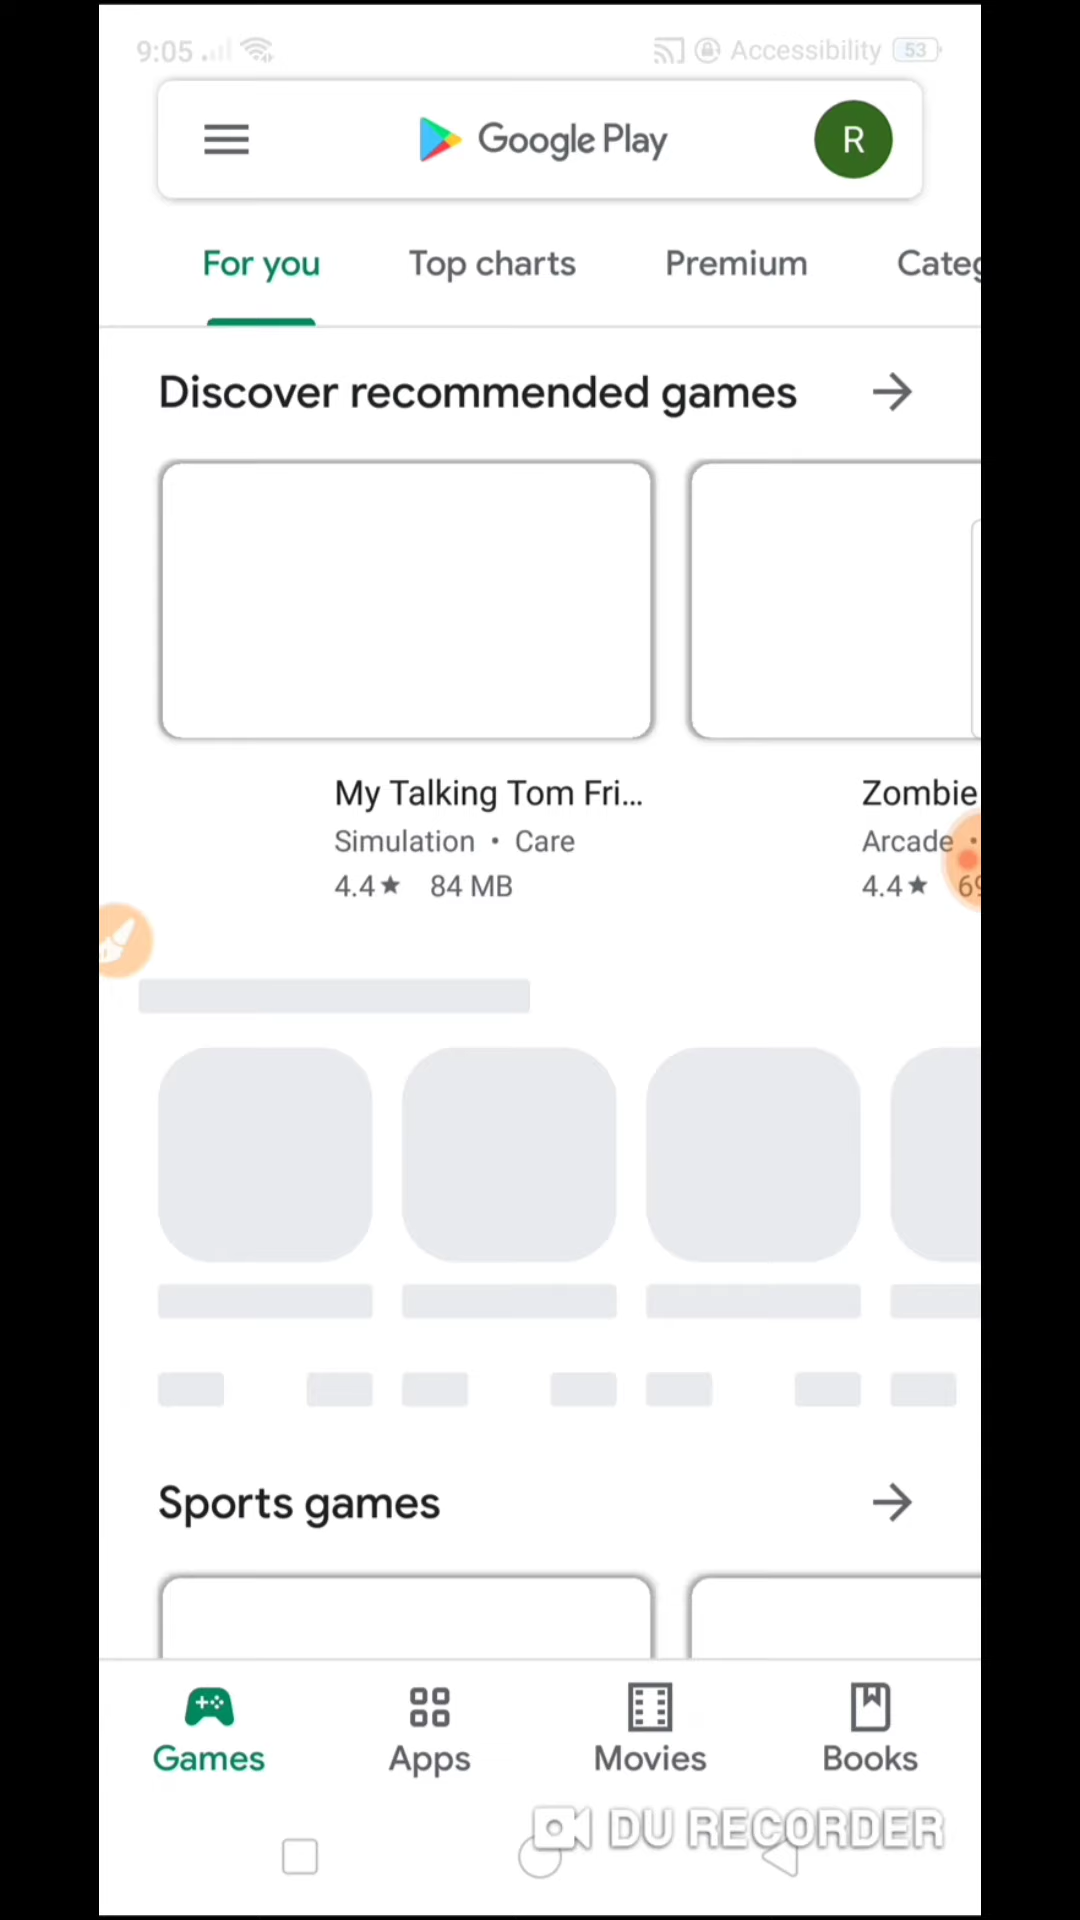 9:05 Accessibility 53
Google Play R
For you Top charts Premium Categ
Discover recommended games
My Talking Tom Fri... Zombie
Simulation • Care Arcade •
4.4★ 84 MB 4.4★ 69
Sports games
Games Apps Movies Books
DU RECORDER